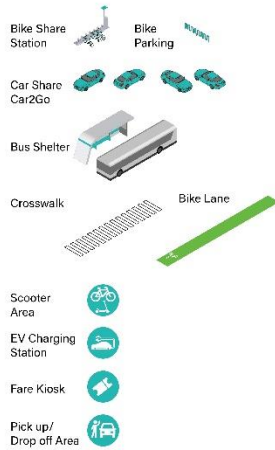 Bike Share
Station
Bike
Parking
Car Share
Car2Go
Bus Shelter
Crosswalk
Bike Lane
Scooter
Area
EV Charging
Station
Fare Kiosk
Pick up/
Drop off Area